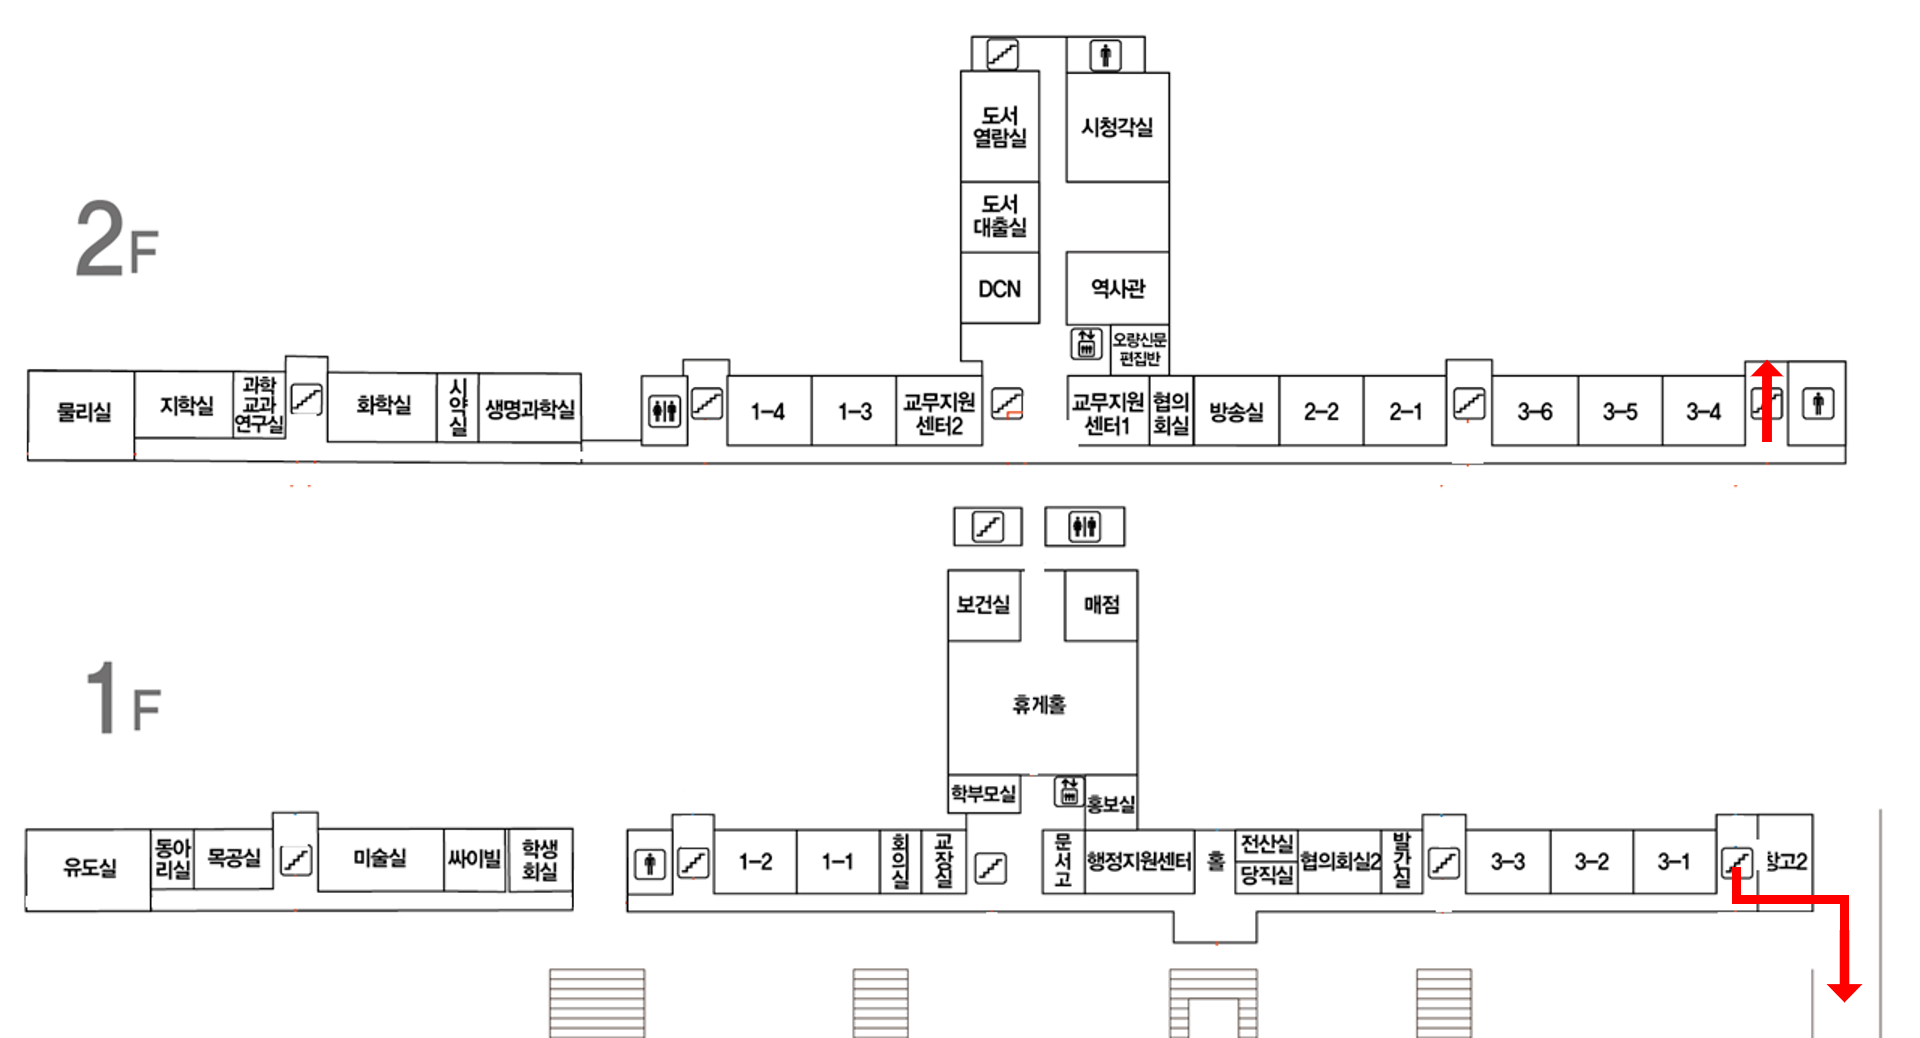 2F
도서
열람실
시청각실
도서
대출실
DCN
역사관
오량신문
편집반
물리실
지학실
과학
교과
연구실
화학실
시
약
실
생명과학실
1-4
1-3
교무지원
센터2
교무지원
센터1
협의
회실
방송실
2-2
2-1
3-6
3-5
3-4
1F
보건실
매점
휴게홀
학부모실
홍보실
유도실
동아
리실
목공실
미술실
싸이빌
학생
회실
1-2
1-1
회
의
실
교
장
실
문
서
고
행정지원센터
홀
전산실
당직실
협의회실2
발
간
실
3-3
3-2
3-1
창고2